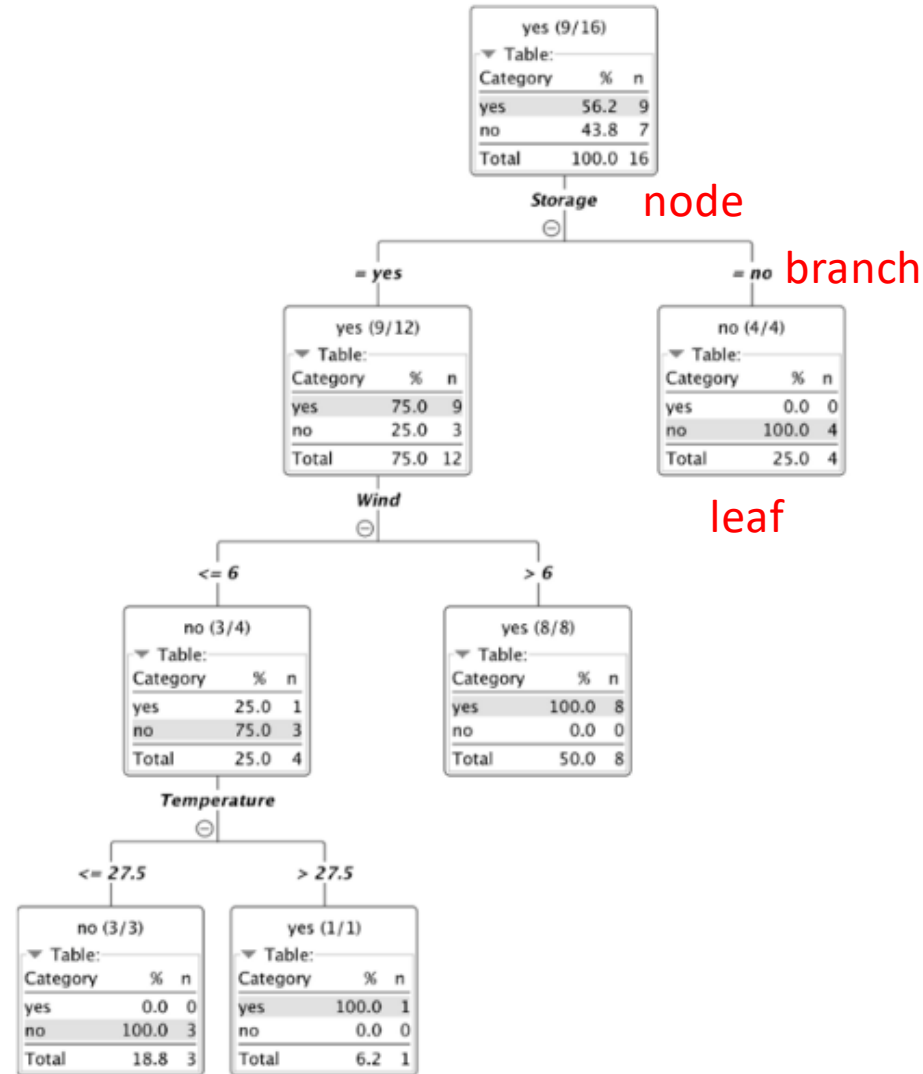 yes (9/16)
Table:
Category % n
yes 56.2 9
no 43.8 7
Total 100.0 16
Storage
node
= yes
= no
branch
yes (9/12)
Table:
Category % n
yes 75.0 9
no 25.0 3
Total 75.0 12
no (4/4)
Table:
Category % n
yes 0.0 0
no 100.0 4
Total 25.0 4
Wind
leaf
<= 6
> 6
no (3/4)
Table:
Category % n
yes 25.0 1
no 75.0 3
Total 25.0 4
yes (8/8)
Table:
Category % n
yes 100.0 8
no 0.0 0
Total 50.0 8
Temperature
<= 27.5
> 27.5
no (3/3)
Table:
Category % n
yes 0.0 0
no 100.0 3
Total 18.8 3
yes (1/1)
Table:
Category % n
yes 100.0 1
no 0.0 0
Total 6.2 1